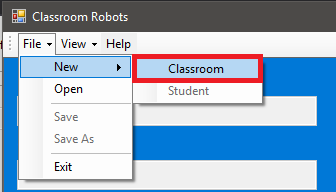 Classroom Robots
File View Help
New Classroom
Open Student
Save
Save As
Exit